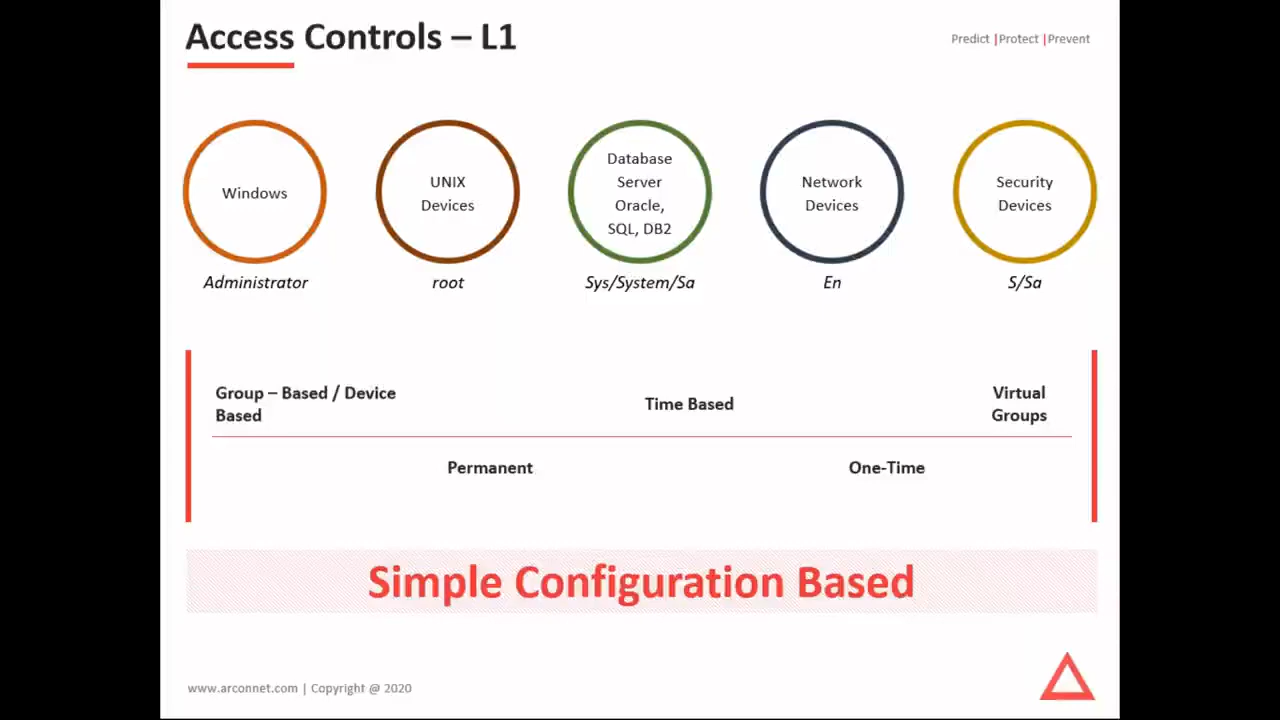 Access Controls – L1
Predict |Protect |Prevent
Windows
UNIX
Devices
Database
Server
Oracle,
SQL, DB2
Network
Devices
Security
Devices
Administrator
root
Sys/System/Sa
En
S/Sa
Group – Based / Device
Based
Time Based
Virtual
Groups
Permanent
One-Time
Simple Configuration Based
www.arconnet.com | Copyright @ 2020